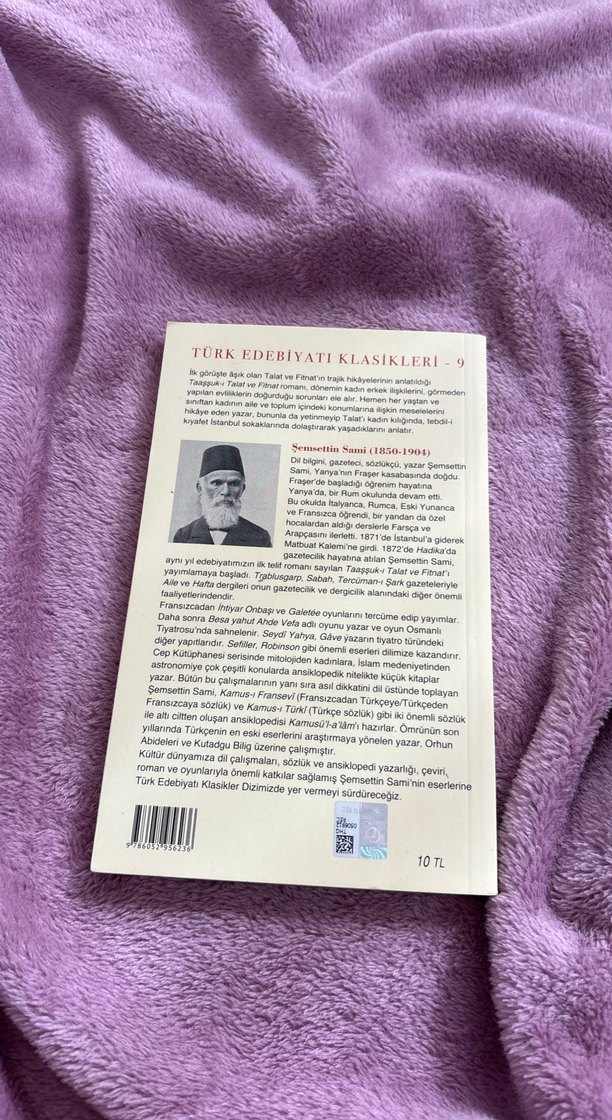 TÜRK EDEBİYATI KLASİKLERİ - 9
İlk görüşte âşık olan Talat ve Fitnat'ın trajik hikâyelerinin anlatıldığı
Taaşşuk-ı Talat ve Fitnat romanı, dönemin kadın erkek ilişkilerini, görmeden
yapılan evliliklerin doğurduğu sorunları ele alır. Hemen her yaştan ve
sınıftan kadının aile ve toplum içindeki konumlarına ilişkin meselelerini
hikâye eden yazar, bununla da yetinmeyip Talat'ı kadın kılığında, tebdil-i
kıyafet İstanbul sokaklarında dolaştırarak yaşadıklarını anlatır.
Şemsettin Sami (1850-1904)
Dil bilgini, gazeteci, sözlükçü, yazar Şemsettin
Sami, Yanya'nın Fraşer kasabasında doğdu.
Fraşer'de başladığı öğrenim hayatına
Yanya'da, bir Rum okulunda devam etti.
Bu okulda İtalyanca, Rumca, Eski Yunanca
ve Fransızca öğrendi, bir yandan da özel
hocalardan aldığı derslerle Farsça ve
Arapçasını ilerletti. 1871'de İstanbul'a giderek
Matbuat Kalemi'ne girdi. 1872'de Hadika'da
gazetecilik hayatına atılan Şemsettin Sami,
aynı yıl edebiyatımızın ilk telif romanı sayılan Taaşşuk-ı Talat ve Fitnat'ı
yayımlamaya başladı. Trablusgarp, Sabah, Tercüman-ı Şark gazeteleriyle
Aile ve Hafta dergileri onun gazetecilik ve dergicilik alanındaki diğer önemli
faaliyetlerindendir.
Fransızcadan İhtiyar Onbaşı ve Galetée oyunlarını tercüme edip yayımlar.
Daha sonra Besa yahut Ahde Vefa adlı oyunu yazar ve oyun Osmanlı
Tiyatrosu'nda sahnelenir. Seydî Yahya, Gâve yazarın tiyatro türündeki
diğer yapıtlarıdır. Sefiller, Robinson gibi önemli eserleri dilimize kazandırır.
Cep Kütüphanesi serisinde mitolojiden kadınlara, İslam medeniyetinden
astronomiye çok çeşitli konularda ansiklopedik nitelikte küçük kitaplar
yazar. Bütün bu çalışmalarının yanı sıra asıl dikkatini dil üstünde toplayan
Şemsettin Sami, Kamus-ı Fransevî (Fransızcadan Türkçeye/Türkçeden
Fransızcaya sözlük) ve Kamus-ı Türkî (Türkçe sözlük) gibi iki önemli sözlük
ile altı ciltten oluşan ansiklopedisi Kamusü'l-a'lâm'ı hazırlar. Ömrünün son
yıllarında Türkçenin en eski eserlerini araştırmaya yönelen yazar, Orhun
Abideleri ve Kutadgu Bilig üzerine çalışmıştır.
Kültür dünyamıza dil çalışmaları, sözlük ve ansiklopedi yazarlığı, çeviri,
roman ve oyunlarıyla önemli katkılar sağlamış Şemsettin Sami'nin eserlerine
Türk Edebiyatı Klasikler Dizimizde yer vermeyi sürdüreceğiz.
9 786052 956236
10 TL